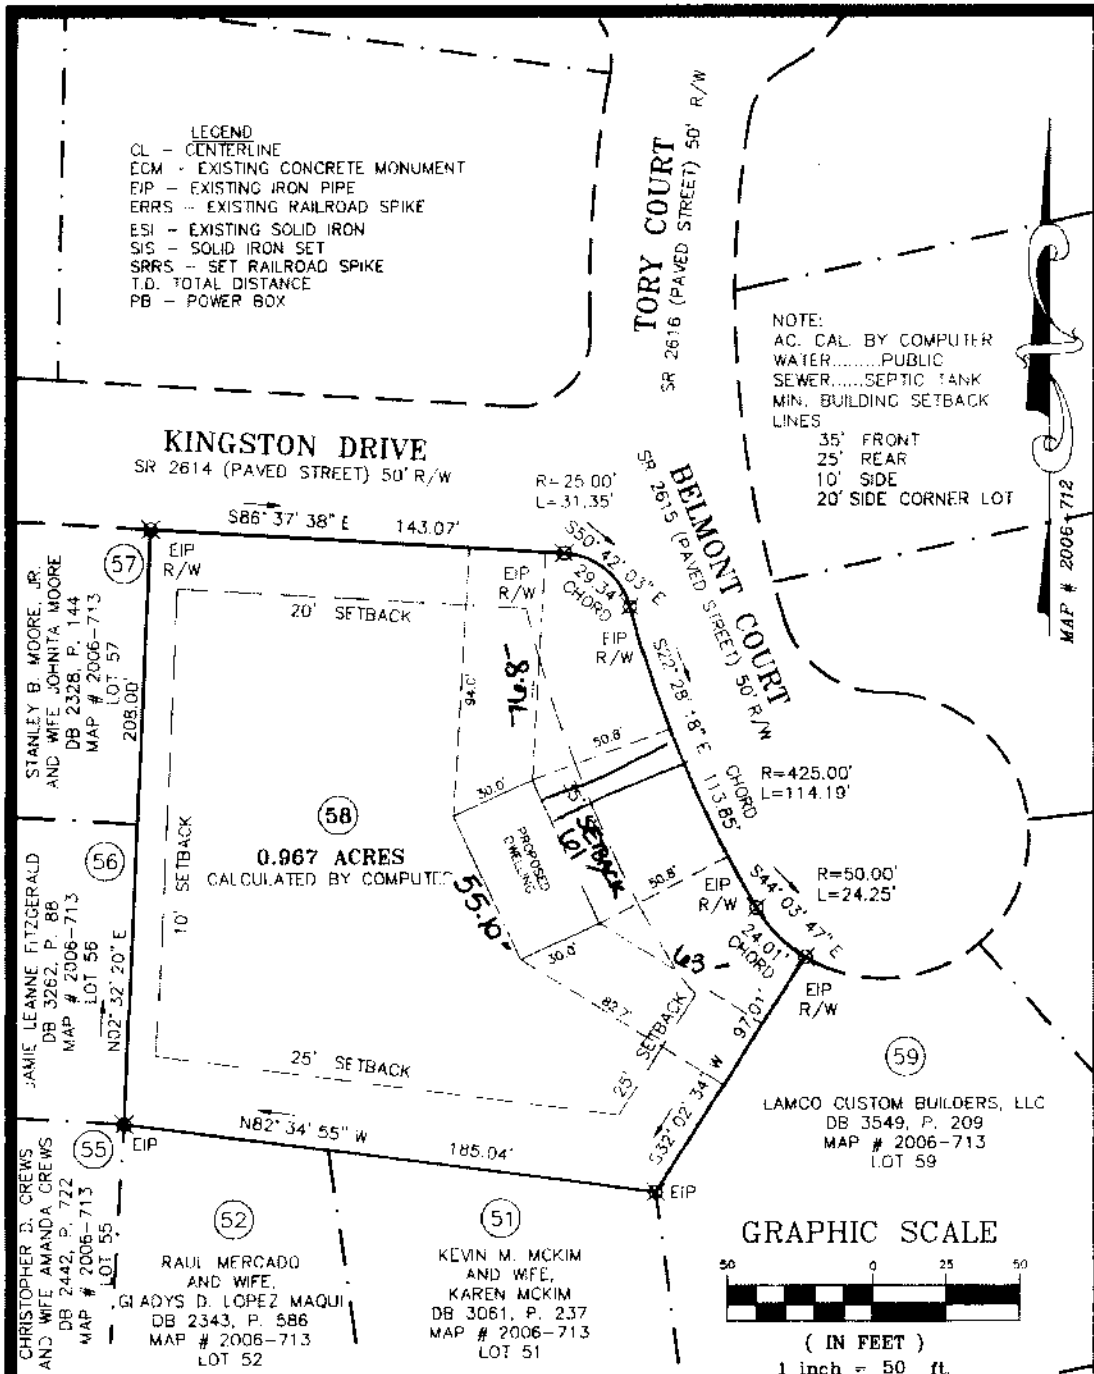 LEGEND
CL - CENTERLINE
ECM - EXISTING CONCRETE MONUMENT
EIP - EXISTING IRON PIPE
ERRS - EXISTING RAILROAD SPIKE
ESI - EXISTING SOLID IRON
SIS - SOLID IRON SET
SRRS - SET RAILROAD SPIKE
T.D. TOTAL DISTANCE
PB - POWER BOX
TORY COURT
SR 2616 (PAVED STREET) 50' R/W
NOTE:
AC. CAL. BY COMPUTER
WATER.........PUBLIC
SEWER......SEPTIC TANK
MIN. BUILDING SETBACK
LINES
35' FRONT
25' REAR
10' SIDE
20' SIDE CORNER LOT
MAP # 2006-712
KINGSTON DRIVE
SR 2614 (PAVED STREET) 50' R/W
BELMONT COURT
SR 2615 (PAVED STREET) 50' R/W
R=25.00'
L=31.35'
S86° 37' 38" E
143.07'
S50° 42' 03" E
29.34'
CHORD
EIP
R/W
EIP
R/W
EIP
R/W
57
STANLEY B. MOORE, JR.
AND WIFE JOHNITA MOORE
DB 2328, P. 144
MAP # 2006-713
LOT 57
208.00'
20' SETBACK
94.0'
76.8-
S22° 28' 18" E
113.85'
CHORD
R=425.00'
L=114.19'
50.8'
30.0'
35' SETBACK
61
PROPOSED
DWELLING
58
0.967 ACRES
CALCULATED BY COMPUTE
10' SETBACK
55.10-
50.8'
30.0'
63-
82.7'
EIP
R/W
R=50.00'
L=24.25'
S44° 03' 47" E
24.01'
CHORD
EIP
R/W
56
JAMIE LEANNE FITZGERALD
DB 3262, P. 88
MAP # 2006-713
LOT 56
N02° 32' 20" E
25' SETBACK
25' SETBACK
S32° 02' 34" W
97.01'
59
LAMCO CUSTOM BUILDERS, LLC
DB 3549, P. 209
MAP # 2006-713
LOT 59
N82° 34' 55" W
185.04'
EIP
EIP
55
CHRISTOPHER D. CREWS
AND WIFE AMANDA CREWS
DB 2442, P. 722
MAP # 2006-713
LOT 55
52
RAUL MERCADO
AND WIFE,
GLADYS D. LOPEZ MAQUI
DB 2343, P. 586
MAP # 2006-713
LOT 52
51
KEVIN M. MCKIM
AND WIFE,
KAREN MCKIM
DB 3061, P. 237
MAP # 2006-713
LOT 51
GRAPHIC SCALE
50 0 25 50
( IN FEET )
1 inch = 50 ft.